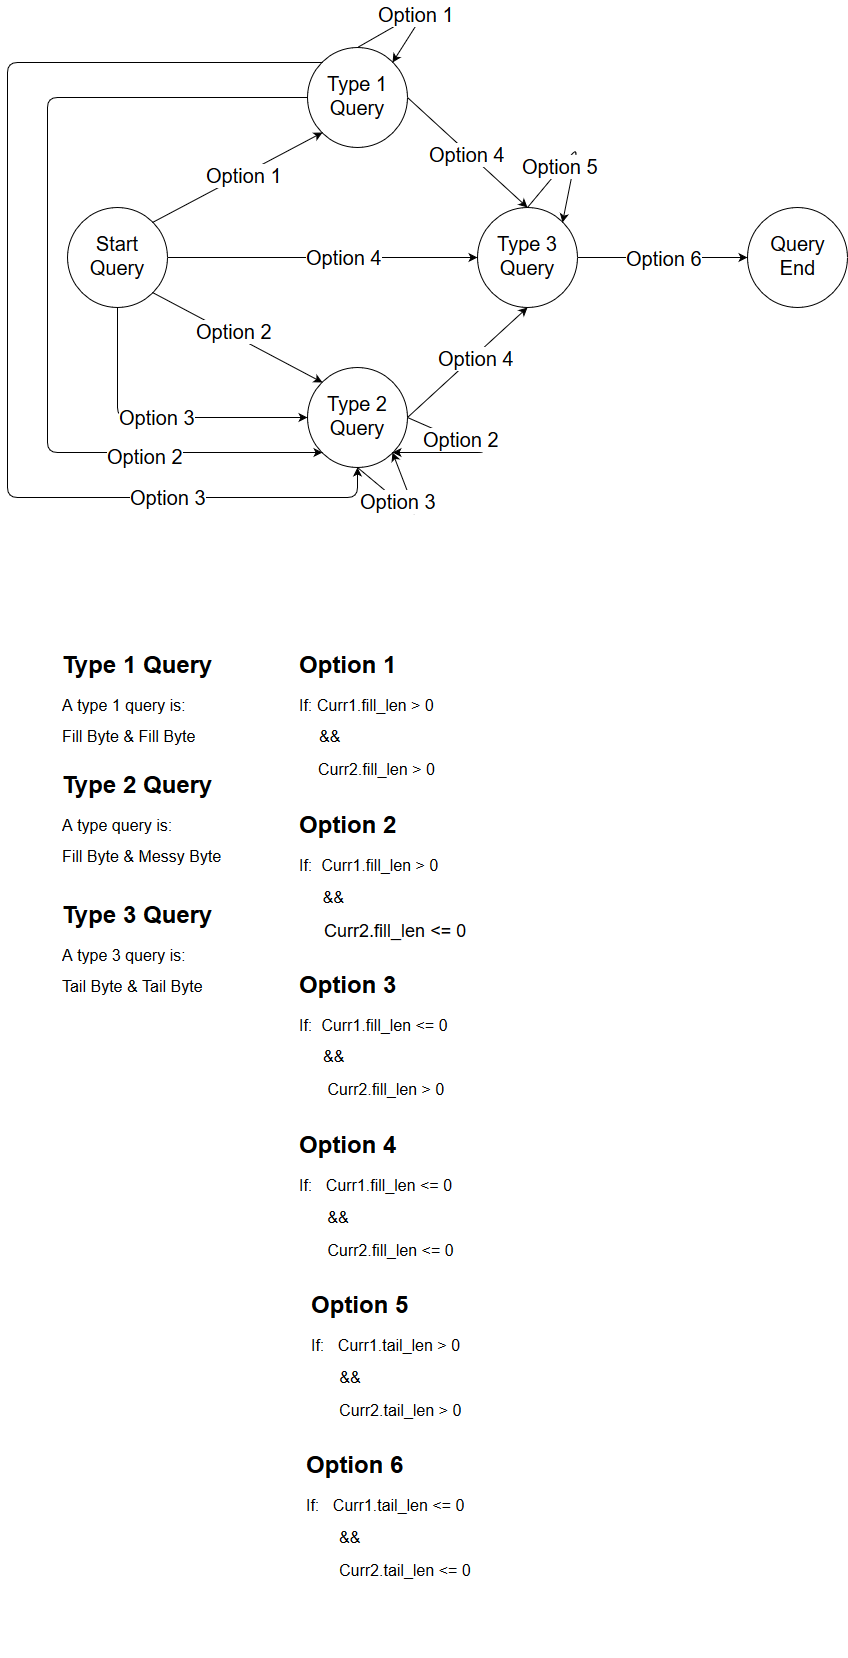 Option 1
Type 1
Query
Option 4
Option 5
Option 1
Start
Query
Option 4
Type 3
Query
Option 6
Query
End
Option 2
Option 4
Type 2
Query
Option 3
Option 2
Option 2
Option 3
Option 3
Type 1 Query
A type 1 query is:
Fill Byte & Fill Byte
Type 2 Query
A type query is:
Fill Byte & Messy Byte
Type 3 Query
A type 3 query is:
Tail Byte & Tail Byte
Option 1
If: Curr1.fill_len > 0
&&
Curr2.fill_len > 0
Option 2
If: Curr1.fill_len > 0
&&
Curr2.fill_len <= 0
Option 3
If: Curr1.fill_len <= 0
&&
Curr2.fill_len > 0
Option 4
If: Curr1.fill_len <= 0
&&
Curr2.fill_len <= 0
Option 5
If: Curr1.tail_len > 0
&&
Curr2.tail_len > 0
Option 6
If: Curr1.tail_len <= 0
&&
Curr2.tail_len <= 0